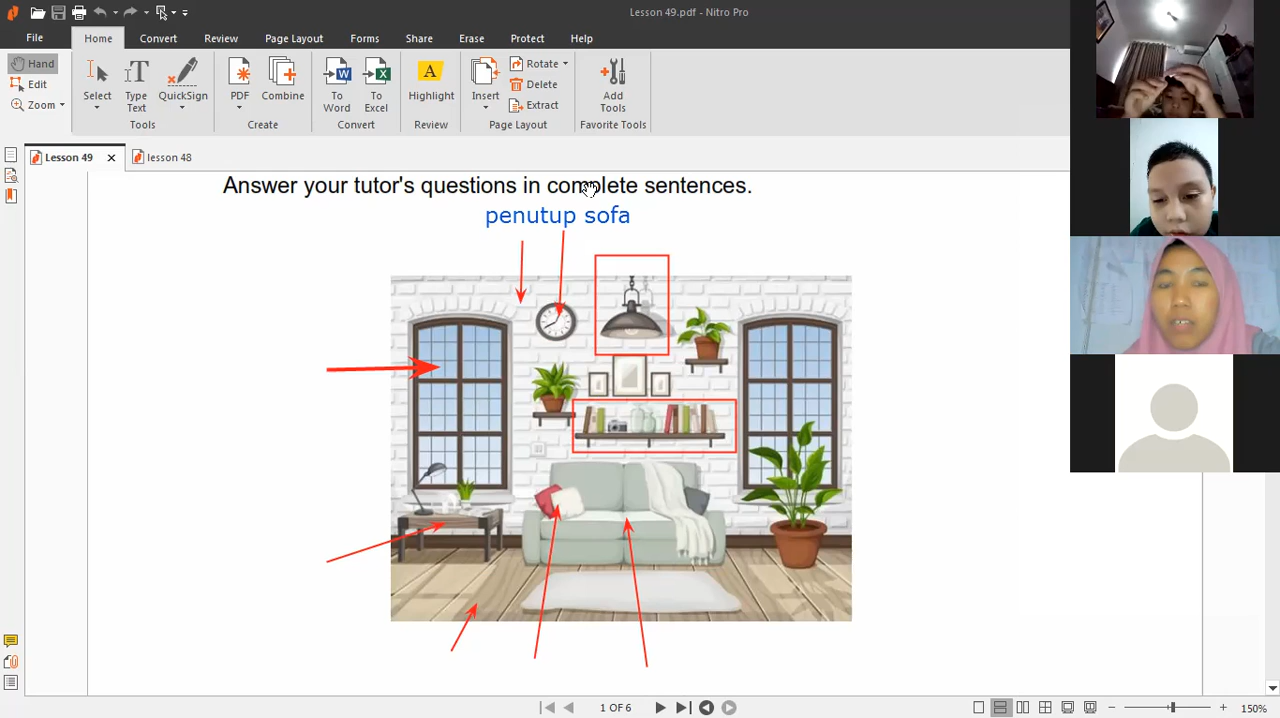 Lesson 49.pdf - Nitro Pro
File Home Convert Review Page Layout Forms Share Erase Protect Help
Hand
Edit
Zoom
Select
Type Text
QuickSign
Tools
PDF
Combine
Create
To Word
To Excel
Convert
Highlight
Review
Insert
Rotate
Delete
Extract
Page Layout
Add Tools
Favorite Tools
Lesson 49
lesson 48
Answer your tutor's questions in complete sentences.
penutup sofa
1 OF 6
150%